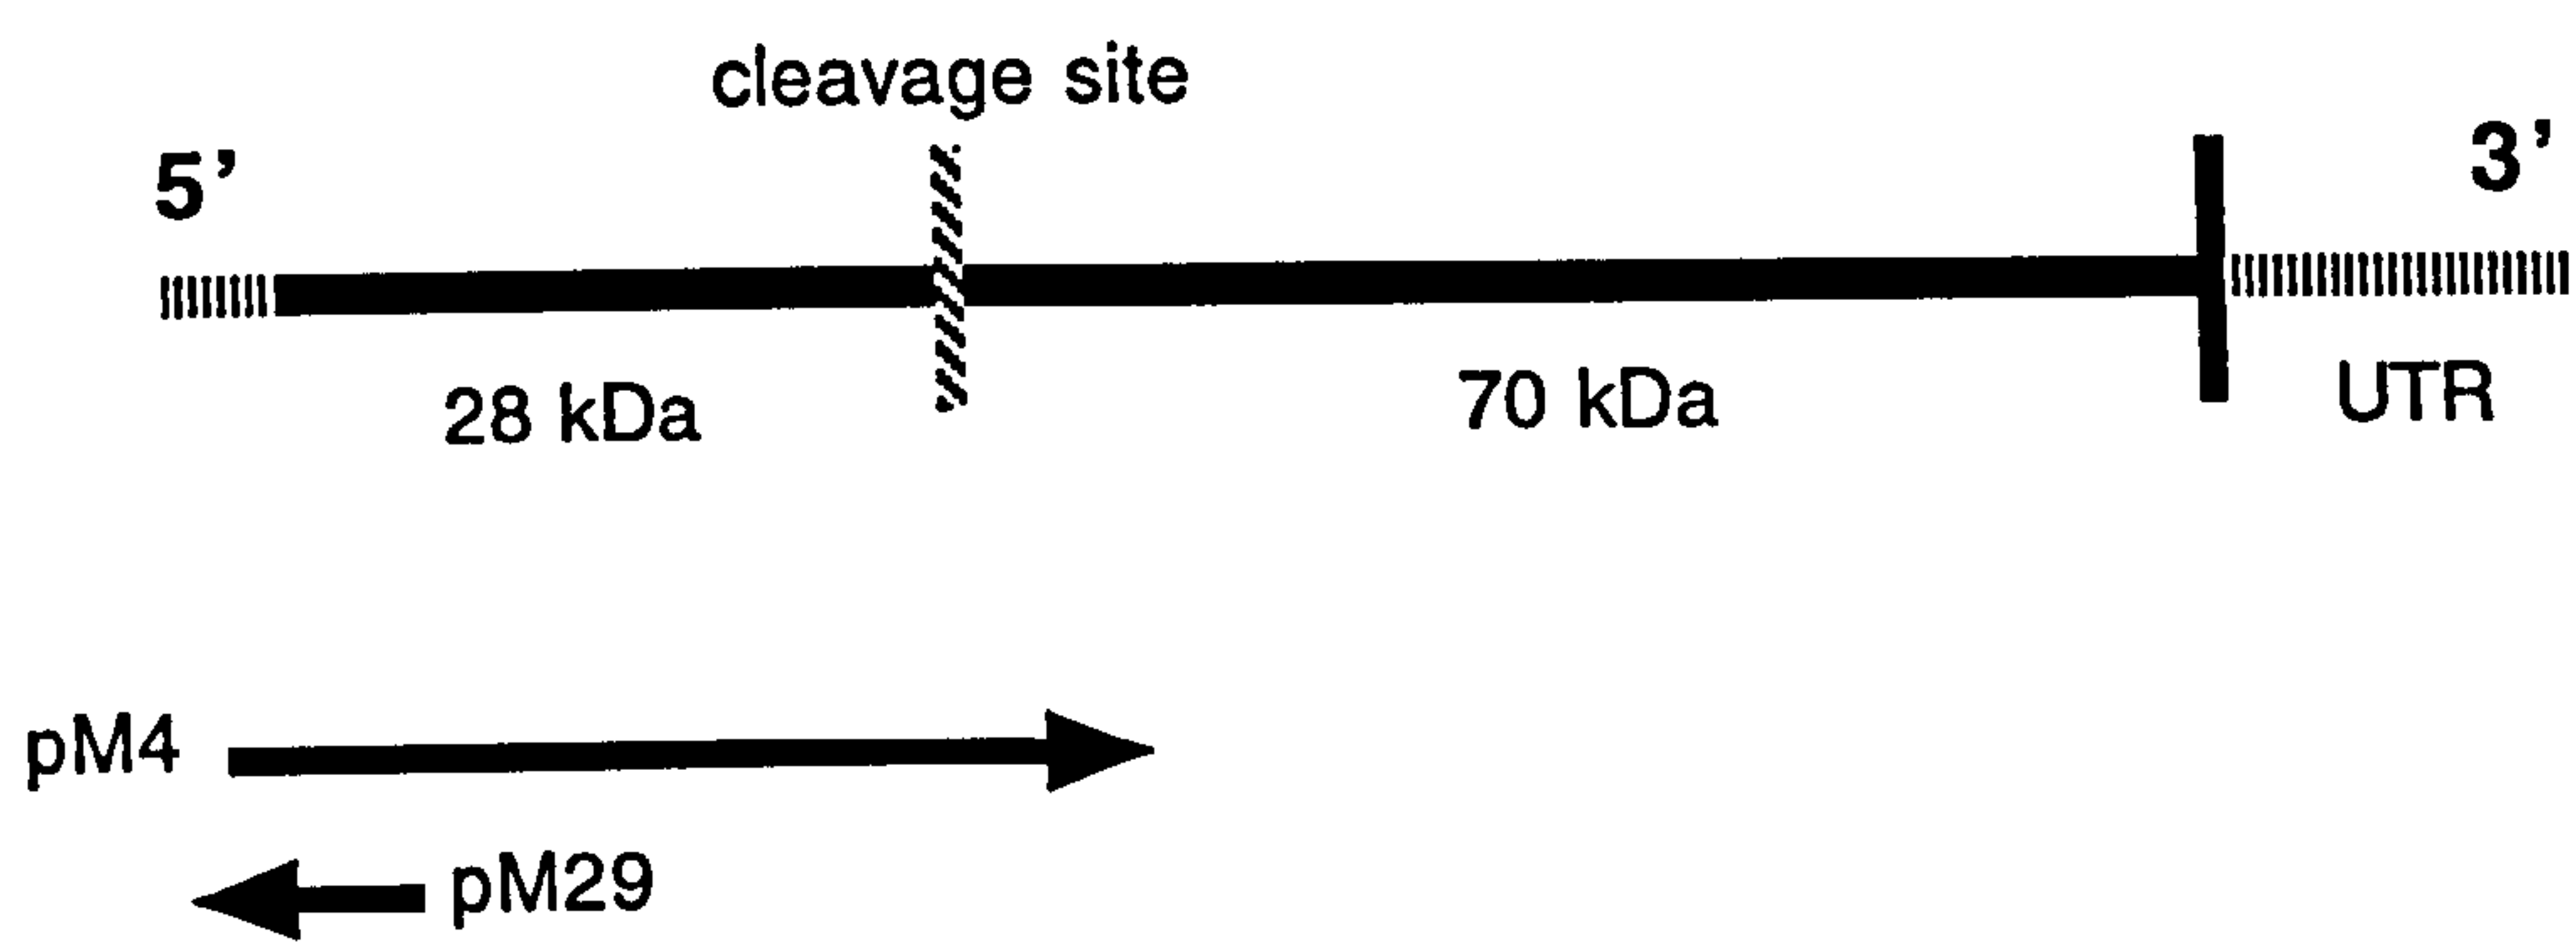 cleavage site
5’
3’
28 kDa
70 kDa
UTR
pM4
pM29